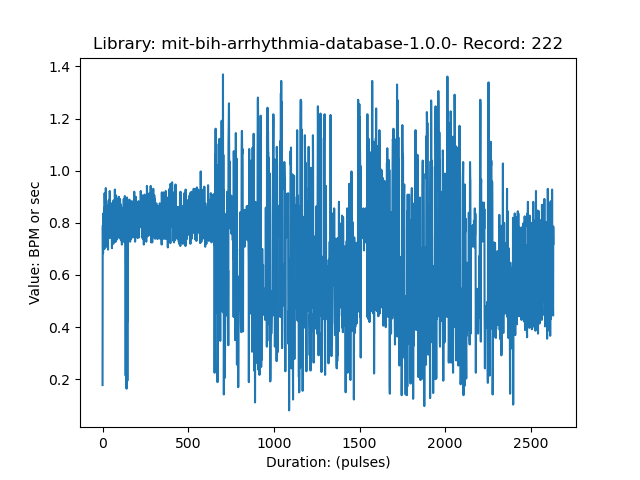 Library: mit-bih-arrhythmia-database-1.0.0- Record: 222
1.4
1.2
1.0
0.8
0.6
0.4
0.2
Value: BPM or sec
0 500 1000 1500 2000 2500
Duration: (pulses)